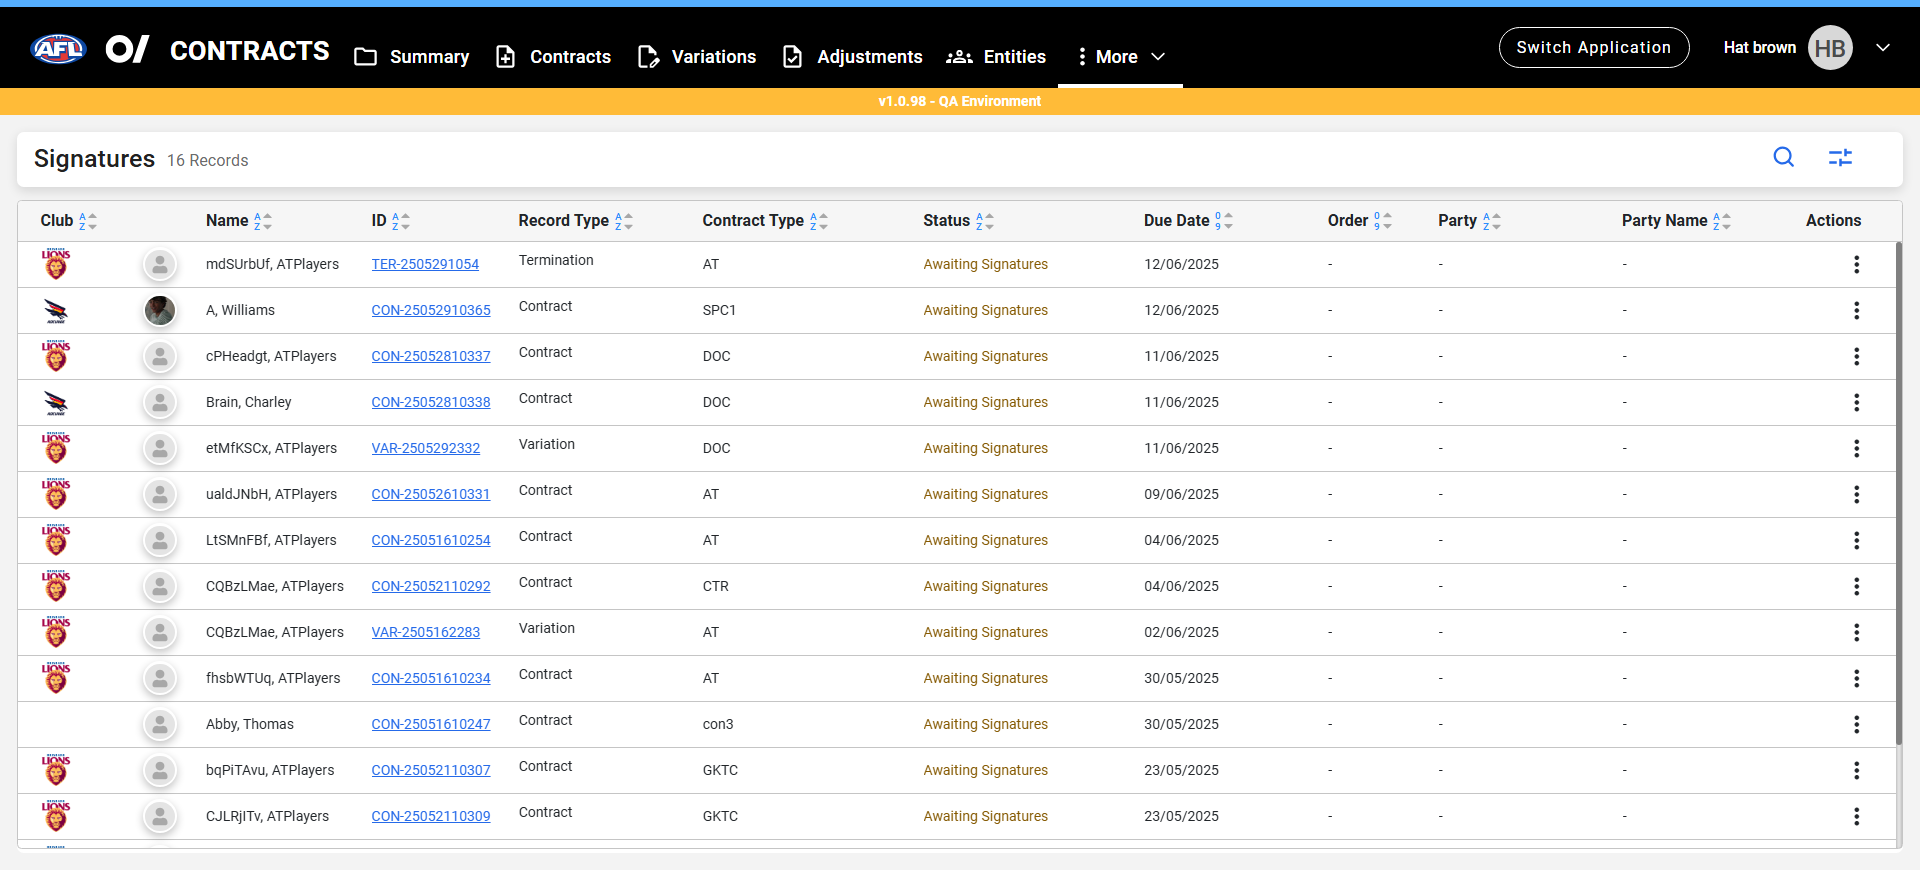 AFL CONTRACTS Summary Contracts Variations Adjustments Entities More Switch Application Hat brown HB
v1.0.98 - QA Environment
Signatures 16 Records
Club Name ID Record Type Contract Type Status Due Date Order Party Party Name Actions
LIONS mdSUrbUf, ATPlayers TER-2505291054 Termination AT Awaiting Signatures 12/06/2025 - - -
A, Williams CON-25052910365 Contract SPC1 Awaiting Signatures 12/06/2025 - - -
LIONS cPHeadgt, ATPlayers CON-25052810337 Contract DOC Awaiting Signatures 11/06/2025 - - -
Brain, Charley CON-25052810338 Contract DOC Awaiting Signatures 11/06/2025 - - -
LIONS etMfKSCx, ATPlayers VAR-2505292332 Variation DOC Awaiting Signatures 11/06/2025 - - -
LIONS ualdJNbH, ATPlayers CON-25052610331 Contract AT Awaiting Signatures 09/06/2025 - - -
LIONS LtSMnFBf, ATPlayers CON-25051610254 Contract AT Awaiting Signatures 04/06/2025 - - -
LIONS CQBzLMae, ATPlayers CON-25052110292 Contract CTR Awaiting Signatures 04/06/2025 - - -
LIONS CQBzLMae, ATPlayers VAR-2505162283 Variation AT Awaiting Signatures 02/06/2025 - - -
LIONS fhsbWTUq, ATPlayers CON-25051610234 Contract AT Awaiting Signatures 30/05/2025 - - -
Abby, Thomas CON-25051610247 Contract con3 Awaiting Signatures 30/05/2025 - - -
LIONS bqPiTAvu, ATPlayers CON-25052110307 Contract GKTC Awaiting Signatures 23/05/2025 - - -
LIONS CJLRjITv, ATPlayers CON-25052110309 Contract GKTC Awaiting Signatures 23/05/2025 - - -